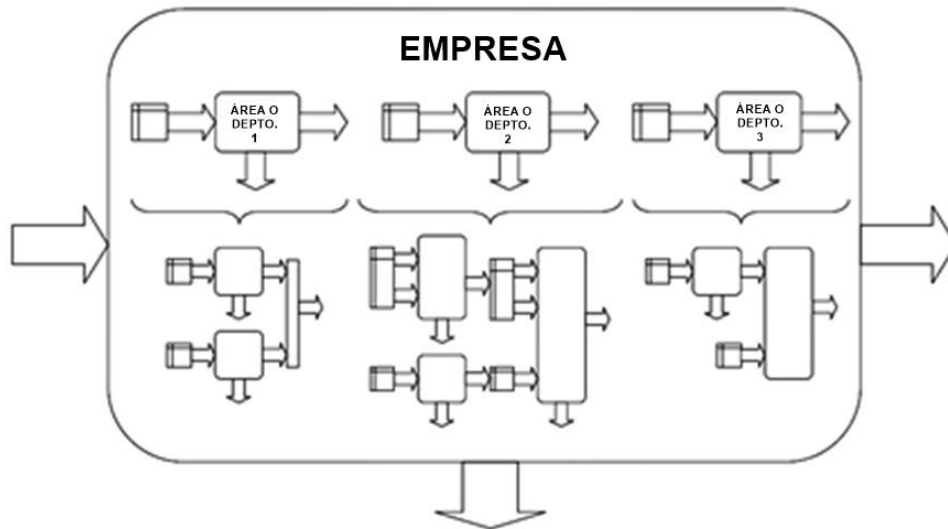 EMPRESA
ÁREA O
DEPTO.
1
ÁREA O
DEPTO.
2
ÁREA O
DEPTO.
3